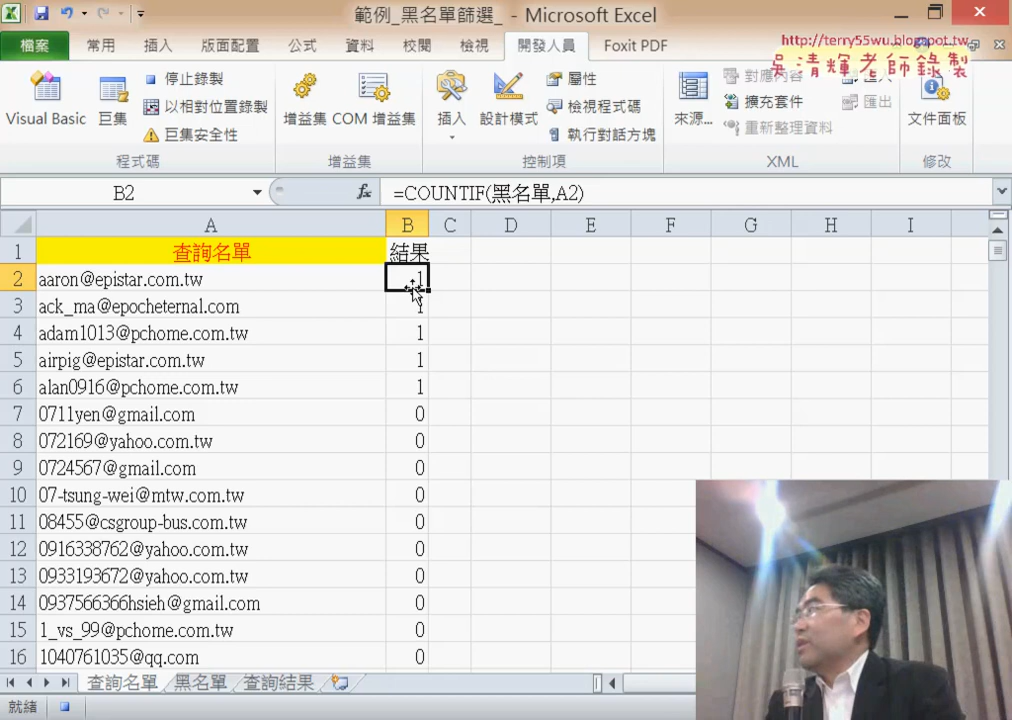 範例_黑名單篩選_ - Microsoft Excel
檔案 常用 插入 版面配置 公式 資料 校閱 檢視 開發人員 Foxit PDF
http://terry55wu.blogspot.tw
吳清輝老師錄製
Visual Basic 巨集 停止錄製 以相對位置錄製 巨集安全性
增益集 COM 增益集
插入 設計模式 屬性 檢視程式碼 執行對話方塊
來源... 對應內容 擴充套件 重新整理資料 匯入 匯出
文件面板
程式碼 增益集 控制項 XML 修改
B2 fx =COUNTIF(黑名單,A2)
A B C D E F G H I
1 查詢名單 結果
2 aaron@epistar.com.tw 1
3 ack_ma@epocheternal.com 1
4 adam1013@pchome.com.tw 1
5 airpig@epistar.com.tw 1
6 alan0916@pchome.com.tw 1
7 0711yen@gmail.com 0
8 072169@yahoo.com.tw 0
9 0724567@gmail.com 0
10 07-tsung-wei@mtw.com.tw 0
11 08455@csgroup-bus.com.tw 0
12 0916338762@yahoo.com.tw 0
13 0933193672@yahoo.com.tw 0
14 0937566366hsieh@gmail.com 0
15 1_vs_99@pchome.com.tw 0
16 1040761035@qq.com 0
查詢名單 黑名單 查詢結果
就緒